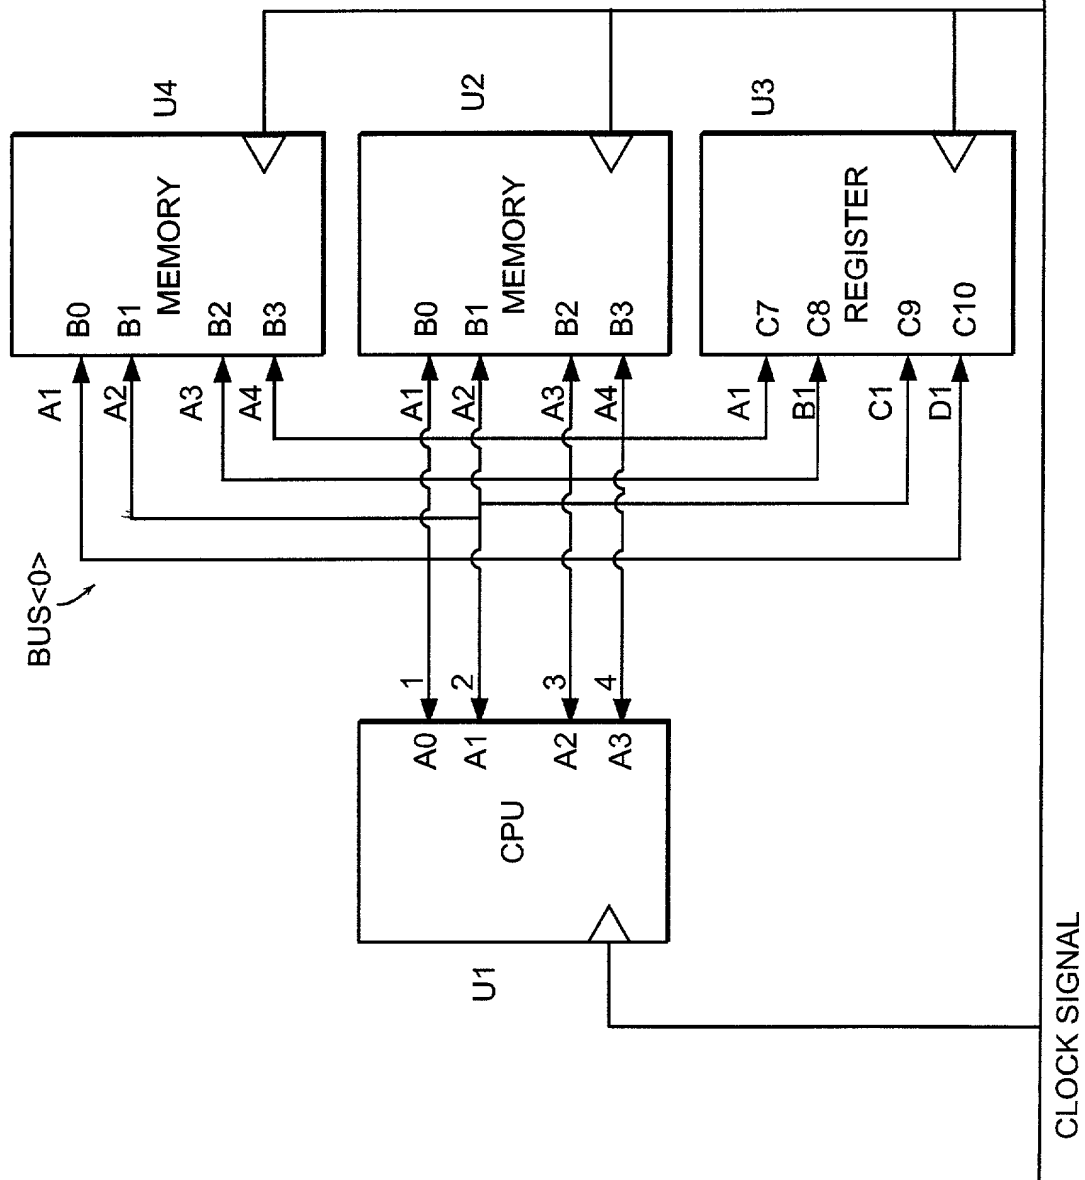 BUS<0>
U4
A1 B0
A2 B1
MEMORY
A3 B2
A4 B3
U1
CPU
A0 1
A1 2
A2 3
A3 4
U2
A1 B0
A2 B1
MEMORY
A3 B2
A4 B3
U3
A1 C7
B1 C8
REGISTER
C1 C9
D1 C10
CLOCK SIGNAL